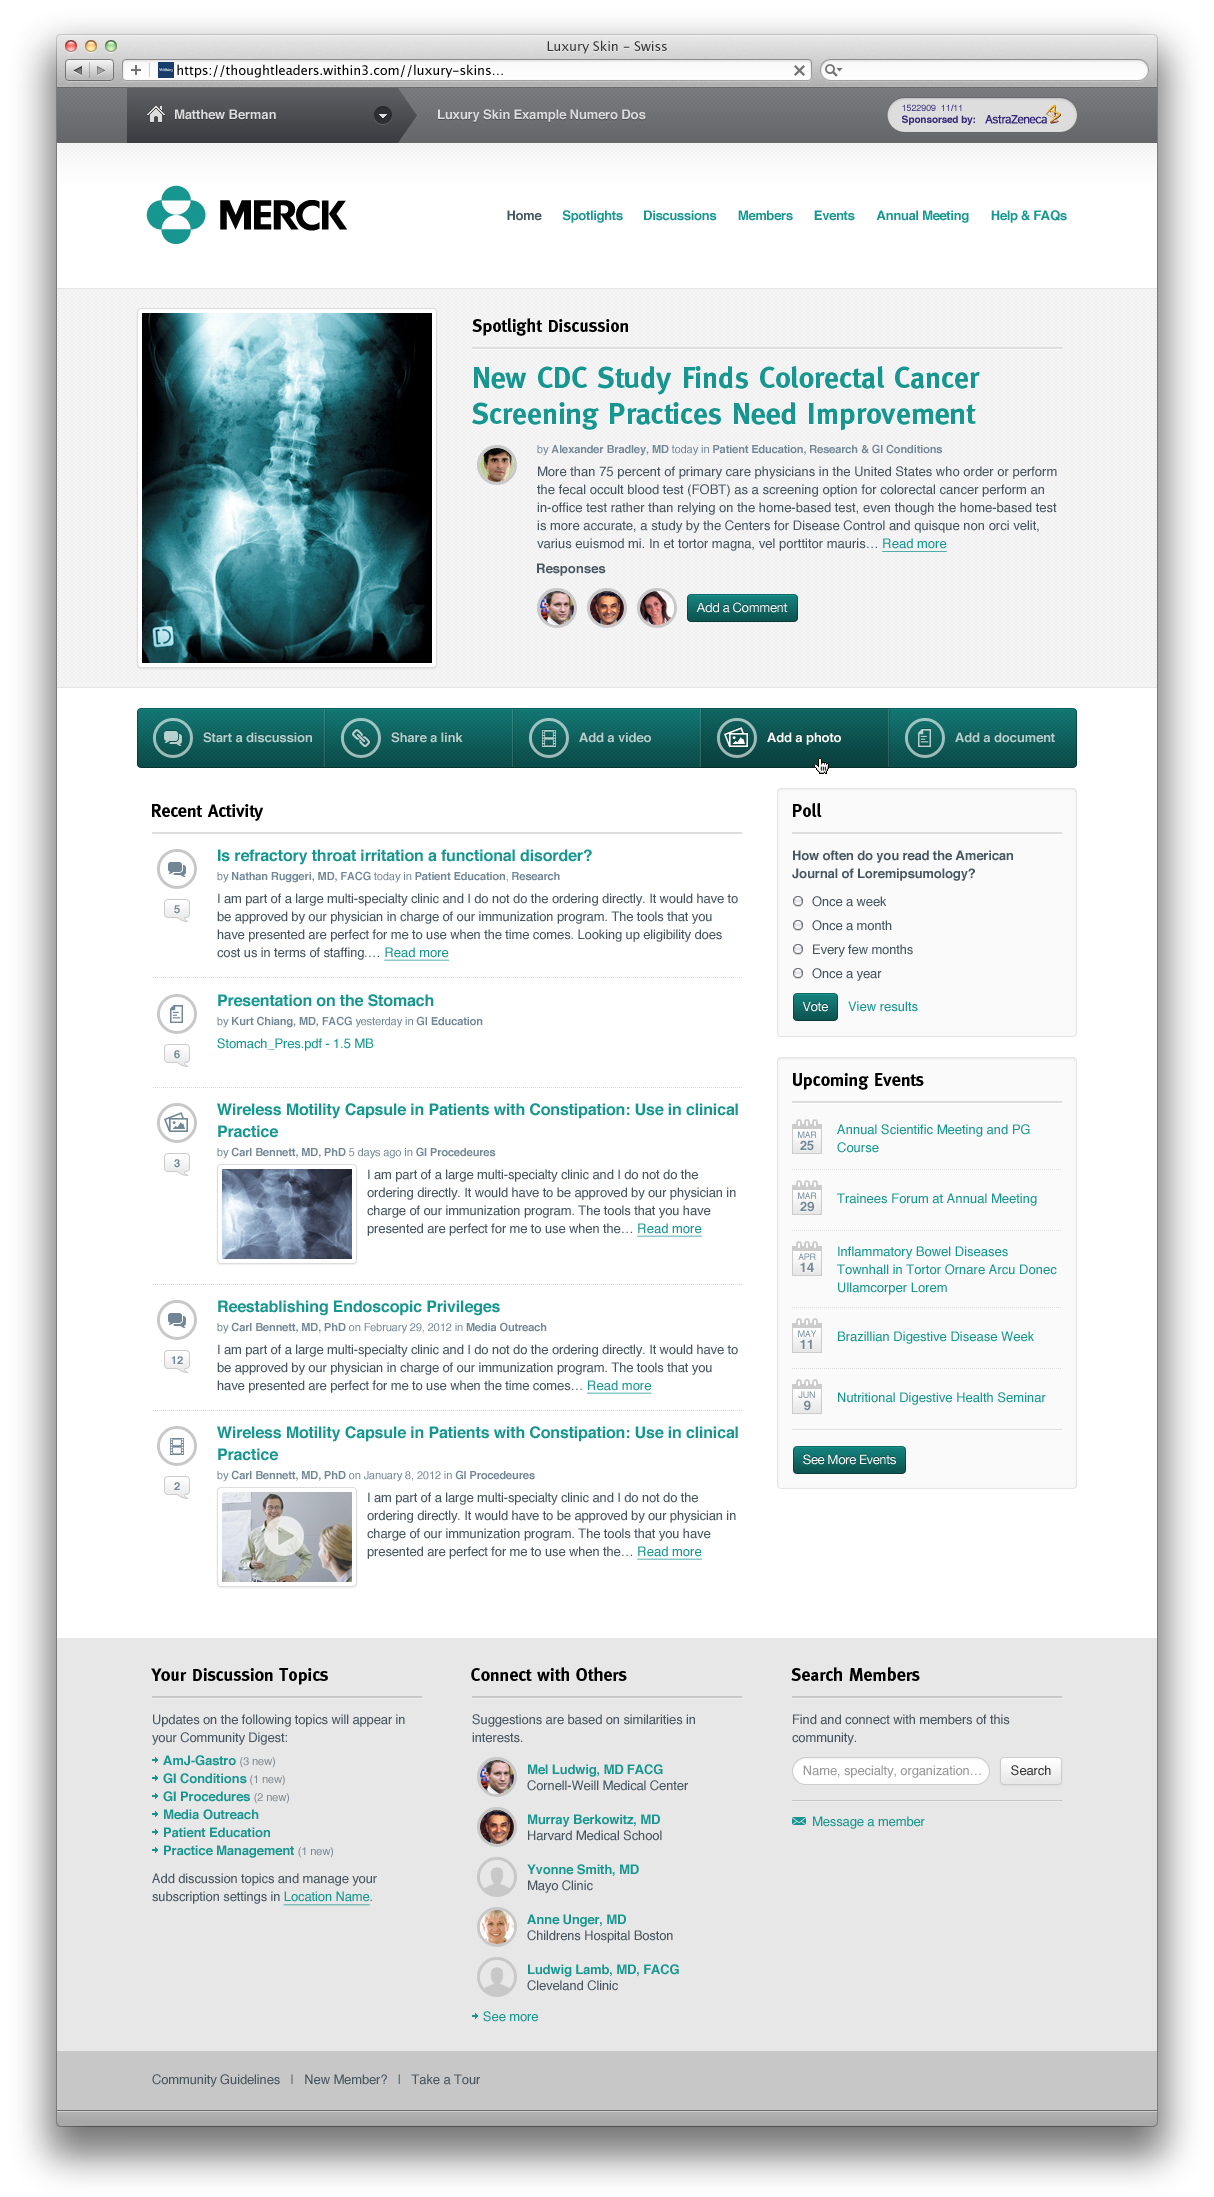 Luxury Skin – Swiss
https://thoughtleaders.within3.com//luxury-skins...
Matthew Berman
Luxury Skin Example Numero Dos
1522909 11/11
Sponsorsed by: AstraZeneca
MERCK
Home Spotlights Discussions Members Events Annual Meeting Help & FAQs
Spotlight Discussion
New CDC Study Finds Colorectal Cancer
Screening Practices Need Improvement
by Alexander Bradley, MD today in Patient Education, Research & GI Conditions
More than 75 percent of primary care physicians in the United States who order or perform
the fecal occult blood test (FOBT) as a screening option for colorectal cancer perform an
in-office test rather than relying on the home-based test, even though the home-based test
is more accurate, a study by the Centers for Disease Control and quisque non orci velit,
varius euismod mi. In et tortor magna, vel porttitor mauris... Read more
Responses
Add a Comment
D
Start a discussion
Share a link
Add a video
Add a photo
Add a document
Recent Activity
Is refractory throat irritation a functional disorder?
by Nathan Ruggeri, MD, FACG today in Patient Education, Research
5
I am part of a large multi-specialty clinic and I do not do the ordering directly. It would have to
be approved by our physician in charge of our immunization program. The tools that you
have presented are perfect for me to use when the time comes. Looking up eligibility does
cost us in terms of staffing.... Read more
Presentation on the Stomach
by Kurt Chiang, MD, FACG yesterday in GI Education
6
Stomach_Pres.pdf - 1.5 MB
Wireless Motility Capsule in Patients with Constipation: Use in clinical
Practice
by Carl Bennett, MD, PhD 5 days ago in GI Procedeures
3
I am part of a large multi-specialty clinic and I do not do the
ordering directly. It would have to be approved by our physician in
charge of our immunization program. The tools that you have
presented are perfect for me to use when the... Read more
Reestablishing Endoscopic Privileges
by Carl Bennett, MD, PhD on February 29, 2012 in Media Outreach
12
I am part of a large multi-specialty clinic and I do not do the ordering directly. It would have to
be approved by our physician in charge of our immunization program. The tools that you
have presented are perfect for me to use when the time comes... Read more
Wireless Motility Capsule in Patients with Constipation: Use in clinical
Practice
by Carl Bennett, MD, PhD on January 8, 2012 in GI Procedeures
2
I am part of a large multi-specialty clinic and I do not do the
ordering directly. It would have to be approved by our physician in
charge of our immunization program. The tools that you have
presented are perfect for me to use when the... Read more
Poll
How often do you read the American
Journal of Loremipsumology?
Once a week
Once a month
Every few months
Once a year
Vote View results
Upcoming Events
MAR
25
Annual Scientific Meeting and PG
Course
MAR
29
Trainees Forum at Annual Meeting
APR
14
Inflammatory Bowel Diseases
Townhall in Tortor Ornare Arcu Donec
Ullamcorper Lorem
MAY
11
Brazillian Digestive Disease Week
JUN
9
Nutritional Digestive Health Seminar
See More Events
Your Discussion Topics
Updates on the following topics will appear in
your Community Digest:
AmJ-Gastro (3 new)
GI Conditions (1 new)
GI Procedures (2 new)
Media Outreach
Patient Education
Practice Management (1 new)
Add discussion topics and manage your
subscription settings in Location Name.
Connect with Others
Suggestions are based on similarities in
interests.
Mel Ludwig, MD FACG
Cornell-Weill Medical Center
Murray Berkowitz, MD
Harvard Medical School
Yvonne Smith, MD
Mayo Clinic
Anne Unger, MD
Childrens Hospital Boston
Ludwig Lamb, MD, FACG
Cleveland Clinic
See more
Search Members
Find and connect with members of this
community.
Name, specialty, organization... Search
Message a member
Community Guidelines | New Member? | Take a Tour